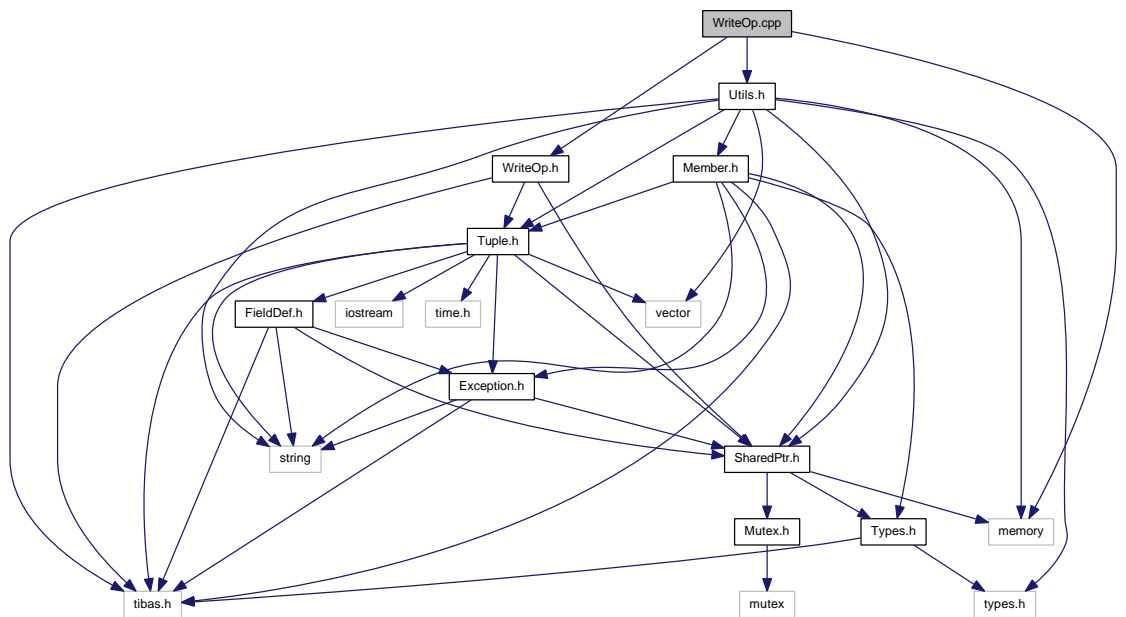 WriteOp.cpp
Utils.h
WriteOp.h
Member.h
Tuple.h
FieldDef.h
iostream
time.h
vector
Exception.h
string
SharedPtr.h
Mutex.h
Types.h
memory
tibas.h
mutex
types.h